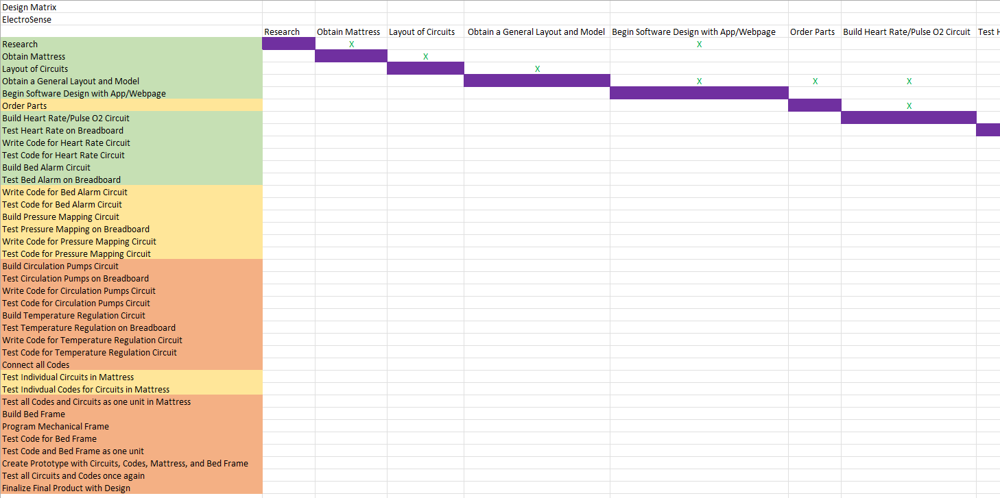 Design Matrix
ElectroSense
Research Obtain Mattress Layout of Circuits Obtain a General Layout and Model Begin Software Design with App/Webpage Order Parts Build Heart Rate/Pulse O2 Circuit Test H
Research X X
Obtain Mattress X
Layout of Circuits X
Obtain a General Layout and Model X X X
Begin Software Design with App/Webpage
Order Parts X
Build Heart Rate/Pulse O2 Circuit
Test Heart Rate on Breadboard
Write Code for Heart Rate Circuit
Test Code for Heart Rate Circuit
Build Bed Alarm Circuit
Test Bed Alarm on Breadboard
Write Code for Bed Alarm Circuit
Test Code for Bed Alarm Circuit
Build Pressure Mapping Circuit
Test Pressure Mapping on Breadboard
Write Code for Pressure Mapping Circuit
Test Code for Pressure Mapping Circuit
Build Circulation Pumps Circuit
Test Circulation Pumps on Breadboard
Write Code for Circulation Pumps Circuit
Test Code for Circulation Pumps Circuit
Build Temperature Regulation Circuit
Test Temperature Regulation on Breadboard
Write Code for Temperature Regulation Circuit
Test Code for Temperature Regulation Circuit
Connect all Codes
Test Individual Circuits in Mattress
Test Indivdual Codes for Circuits in Mattress
Test all Codes and Circuits as one unit in Mattress
Build Bed Frame
Program Mechanical Frame
Test Code for Bed Frame
Test Code and Bed Frame as one unit
Create Prototype with Circuits, Codes, Mattress, and Bed Frame
Test all Circuits and Codes once again
Finalize Final Product with Design